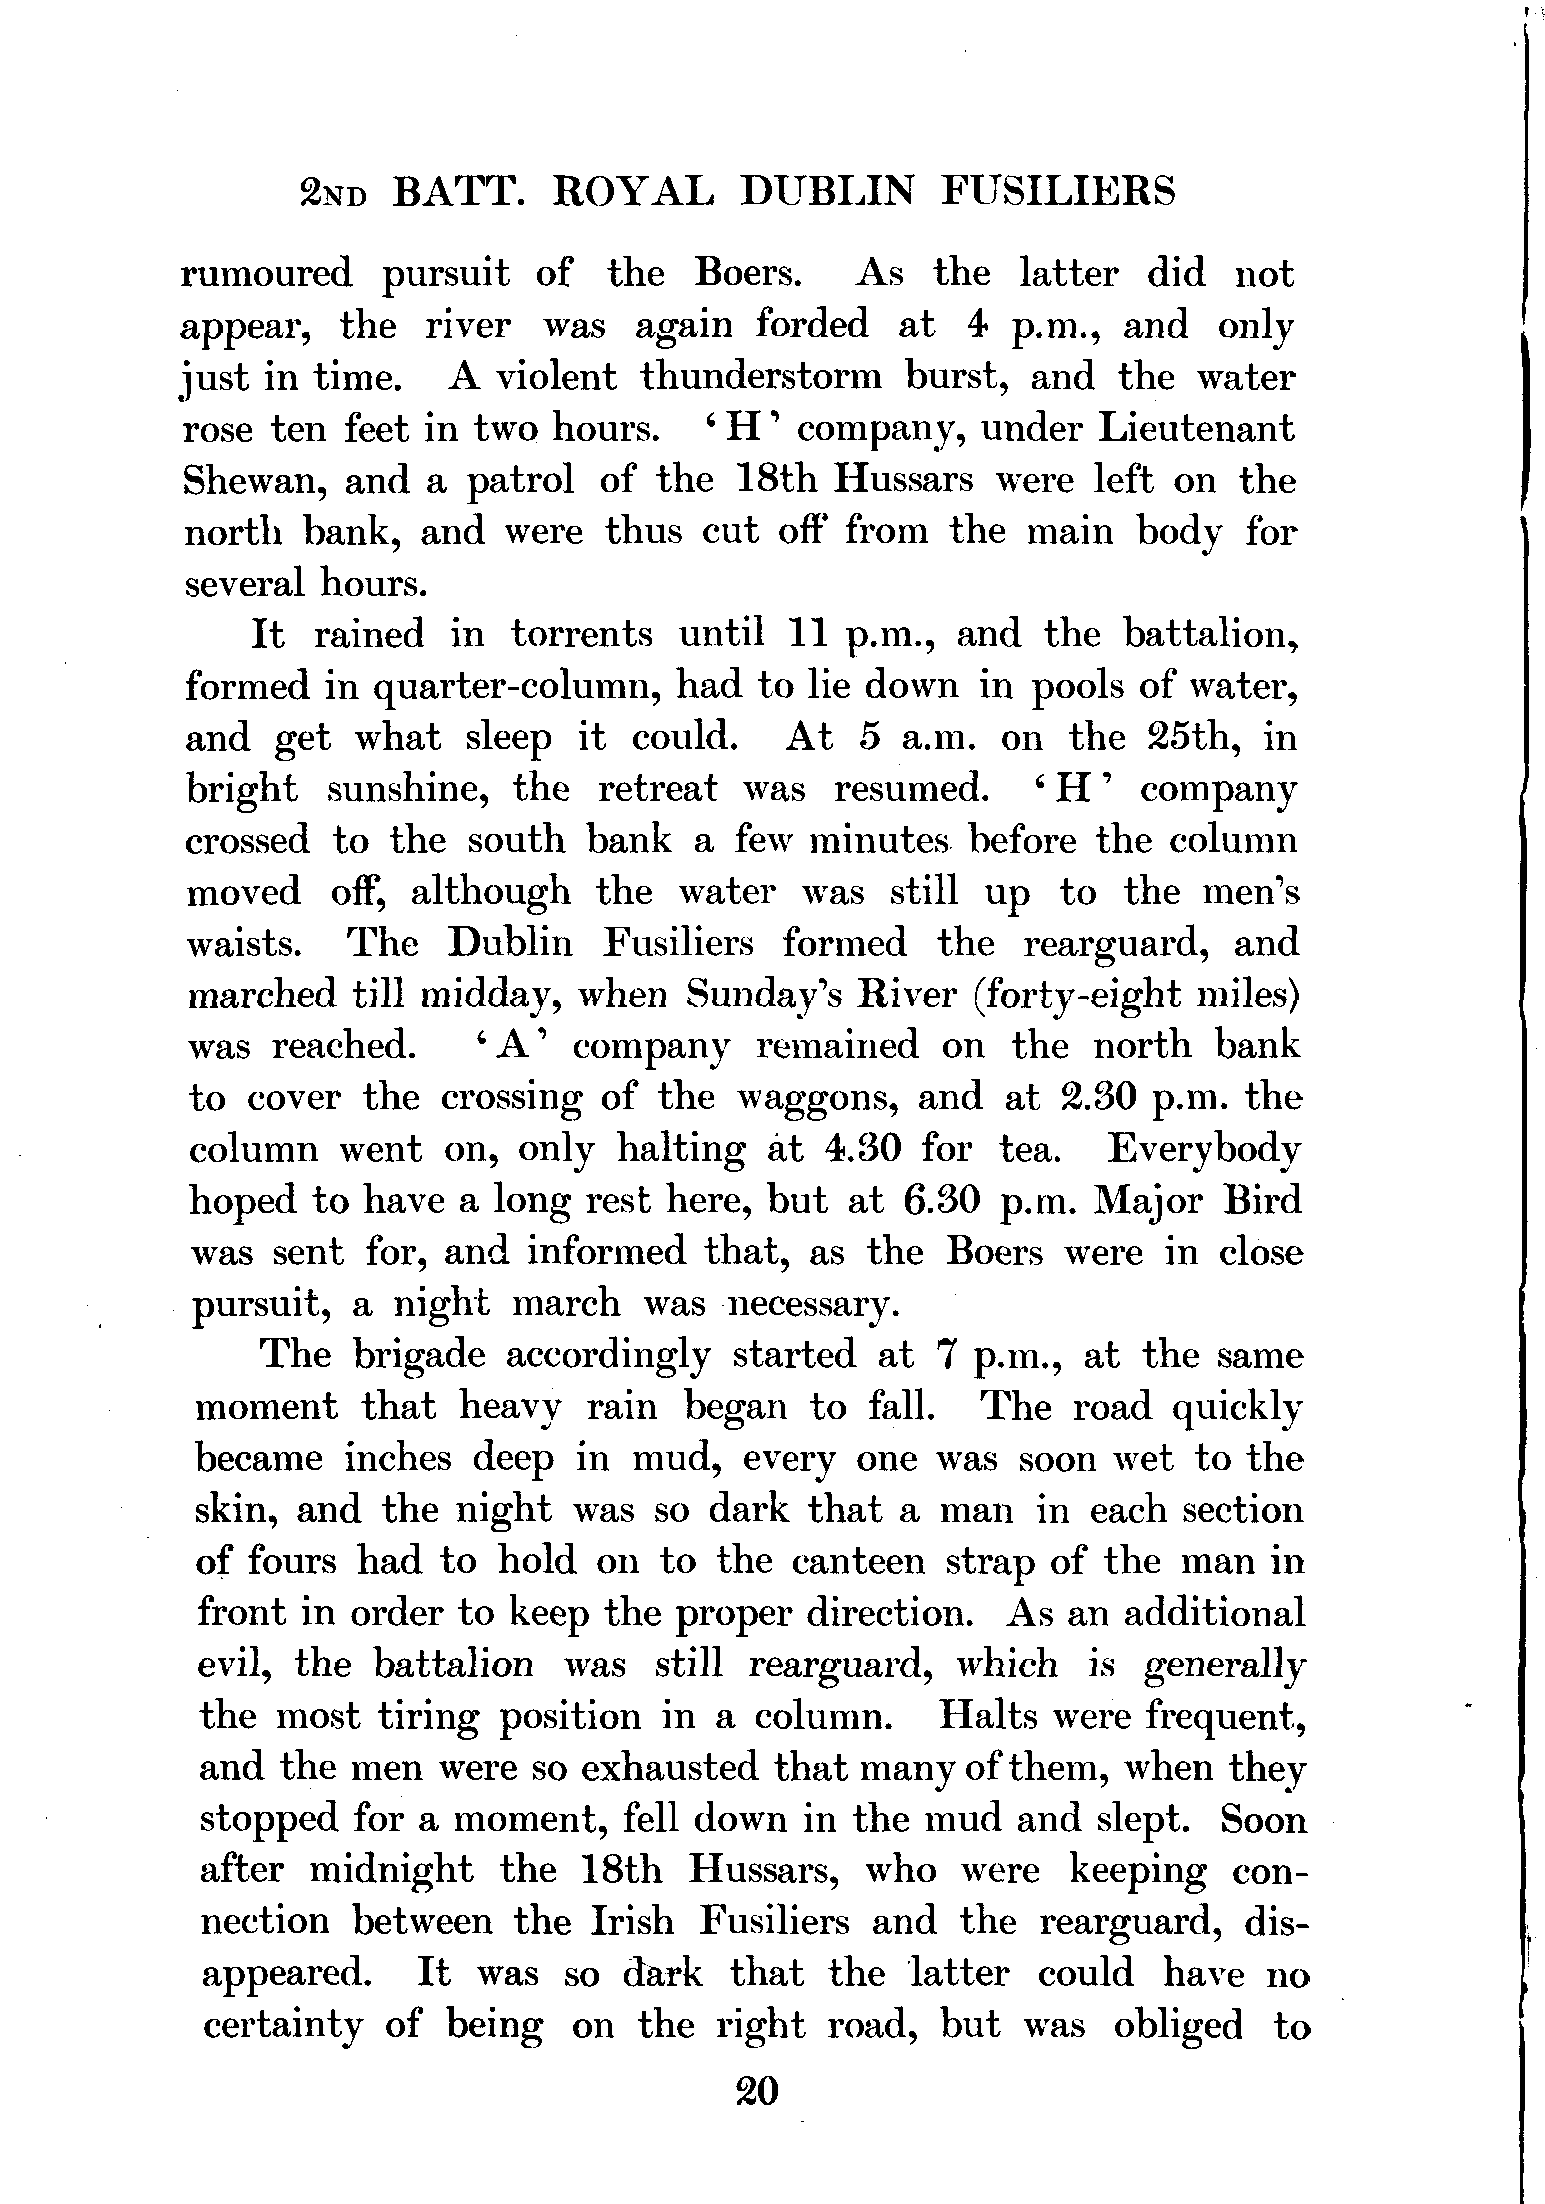 2ND BATT. ROYAL DUBLIN FUSILIERS
rumoured pursuit of the Boers. As the latter did not
appear, the river was again forded at 4 p.m., and only
just in time. A violent thunderstorm burst, and the water
rose ten feet in two hours. ‘H’ company, under Lieutenant
Shewan, and a patrol of the 18th Hussars were left on the
north bank, and were thus cut off from the main body for
several hours.
It rained in torrents until 11 p.m., and the battalion,
formed in quarter-column, had to lie down in pools of water,
and get what sleep it could. At 5 a.m. on the 25th, in
bright sunshine, the retreat was resumed. ‘H’ company
crossed to the south bank a few minutes before the column
moved off, although the water was still up to the men's
waists. The Dublin Fusiliers formed the rearguard, and
marched till midday, when Sunday's River (forty-eight miles)
was reached. ‘A’ company remained on the north bank
to cover the crossing of the waggons, and at 2.30 p.m. the
column went on, only halting at 4.30 for tea. Everybody
hoped to have a long rest here, but at 6.30 p.m. Major Bird
was sent for, and informed that, as the Boers were in close
pursuit, a night march was necessary.
The brigade accordingly started at 7 p.m., at the same
moment that heavy rain began to fall. The road quickly
became inches deep in mud, every one was soon wet to the
skin, and the night was so dark that a man in each section
of fours had to hold on to the canteen strap of the man in
front in order to keep the proper direction. As an additional
evil, the battalion was still rearguard, which is generally
the most tiring position in a column. Halts were frequent,
and the men were so exhausted that many of them, when they
stopped for a moment, fell down in the mud and slept. Soon
after midnight the 18th Hussars, who were keeping con-
nection between the Irish Fusiliers and the rearguard, dis-
appeared. It was so dark that the latter could have no
certainty of being on the right road, but was obliged to
20